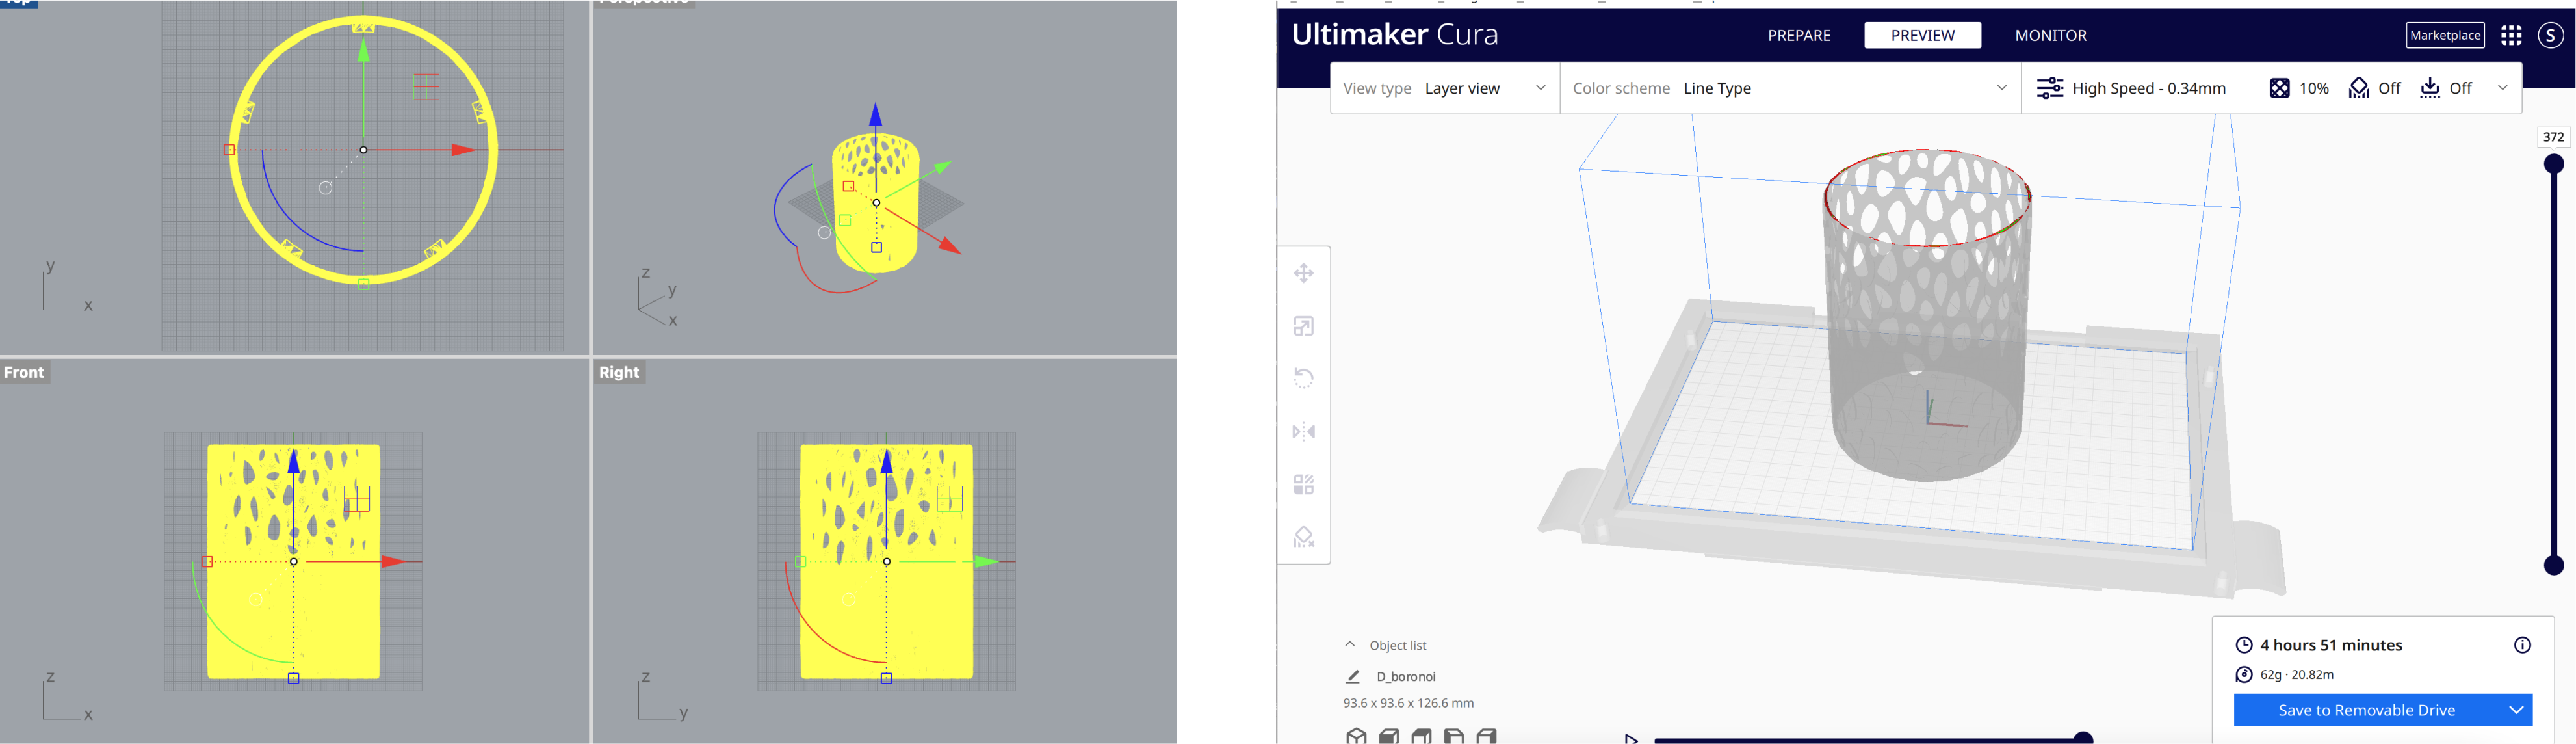 Top
Perspective
y
x
z
y
x
Front
Right
z
x
z
y
Ultimaker Cura
PREPARE
PREVIEW
MONITOR
Marketplace
S
View type Layer view
Color scheme Line Type
High Speed - 0.34mm
10%
Off
Off
372
Object list
D_boronoi
93.6 x 93.6 x 126.6 mm
4 hours 51 minutes
62g · 20.82m
Save to Removable Drive